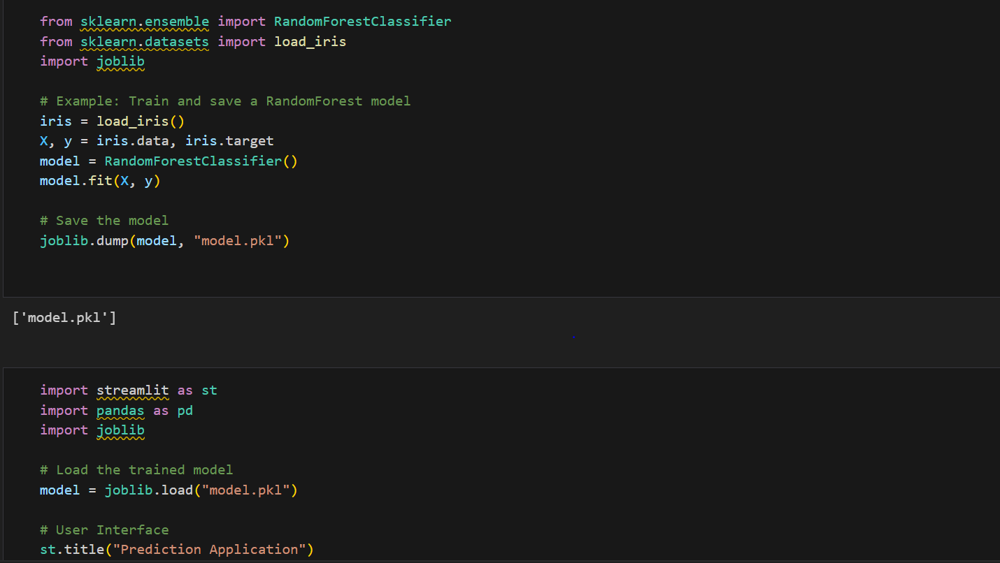 from sklearn.ensemble import RandomForestClassifier
from sklearn.datasets import load_iris
import joblib
# Example: Train and save a RandomForest model
iris = load_iris()
X, y = iris.data, iris.target
model = RandomForestClassifier()
model.fit(X, y)
# Save the model
joblib.dump(model, "model.pkl")
['model.pkl']
import streamlit as st
import pandas as pd
import joblib
# Load the trained model
model = joblib.load("model.pkl")
# User Interface
st.title("Prediction Application")